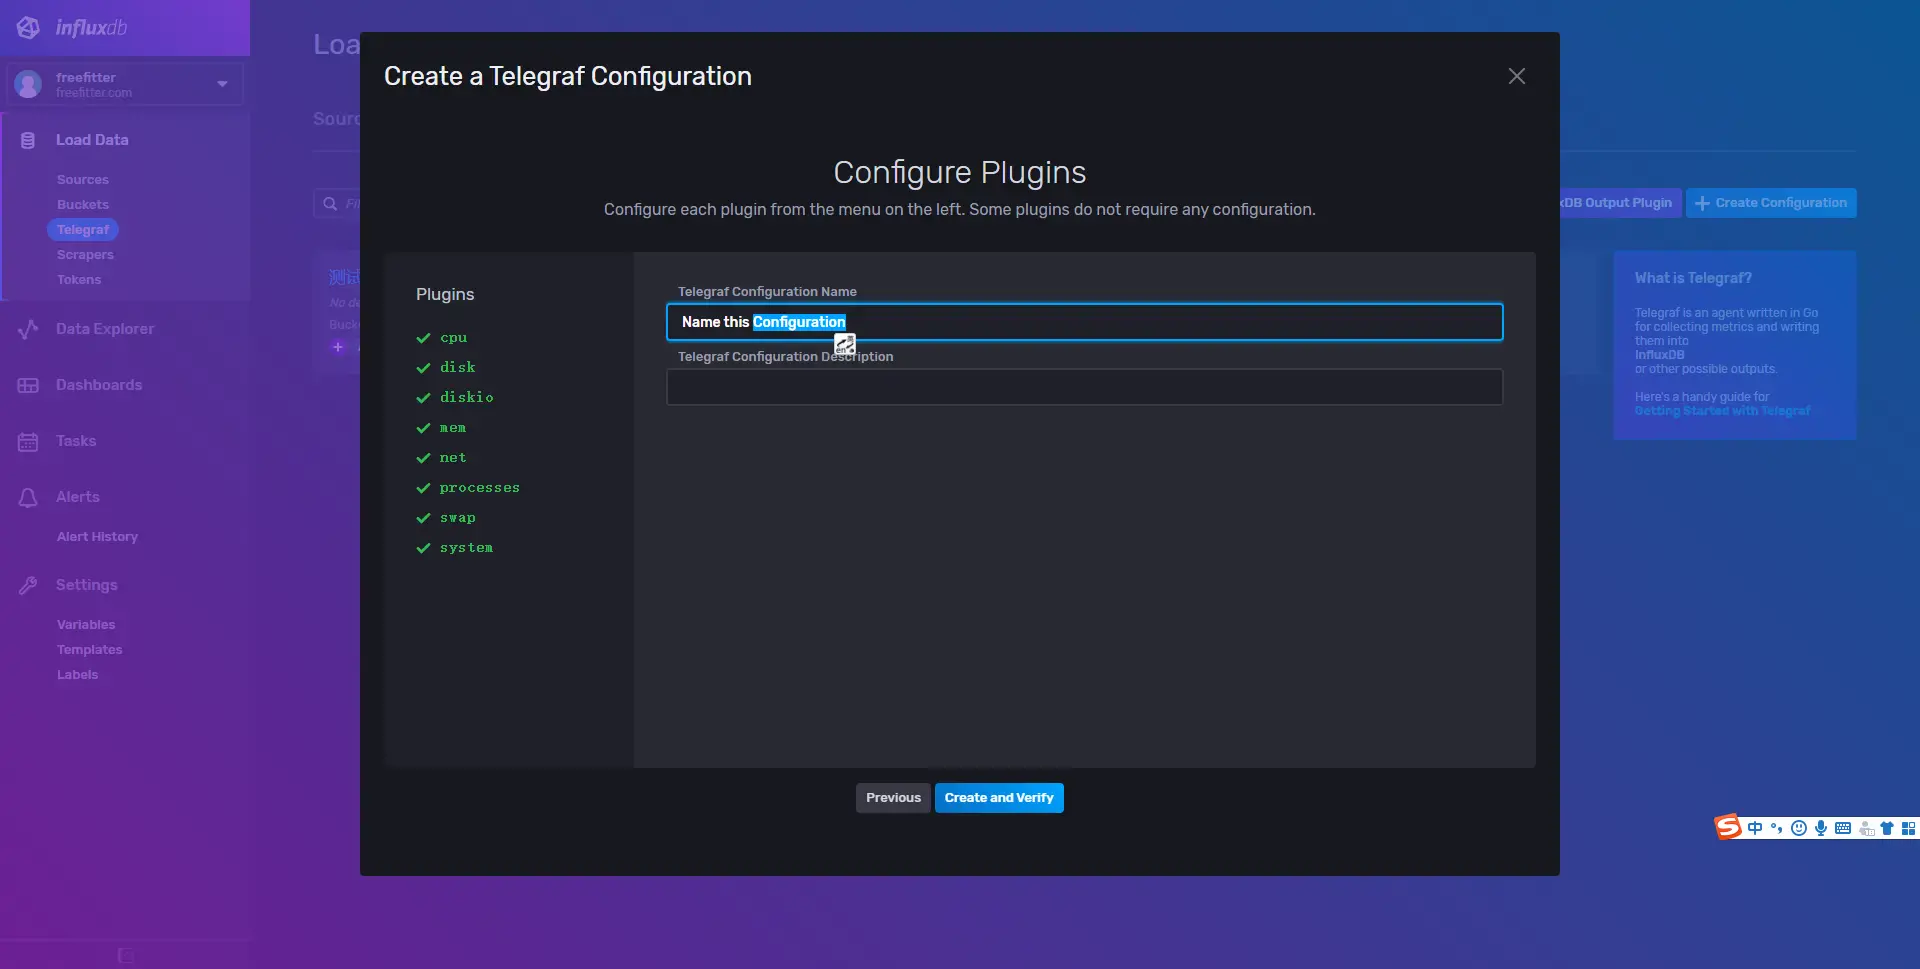 influxdb
freefitter
freefitter.com
Load Data
Sources
Buckets
Telegraf
Scrapers
Tokens
Data Explorer
Dashboards
Tasks
Alerts
Alert History
Settings
Variables
Templates
Labels
Loa
Sourc
测试
No de
Bucke
Create a Telegraf Configuration
Configure Plugins
Configure each plugin from the menu on the left. Some plugins do not require any configuration.
Plugins
cpu
disk
diskio
mem
net
processes
swap
system
Telegraf Configuration Name
Name this Configuration
Telegraf Configuration Description
Previous
Create and Verify
xDB Output Plugin
Create Configuration
What is Telegraf?
Telegraf is an agent written in Go
for collecting metrics and writing
them into
InfluxDB
or other possible outputs.
Here's a handy guide for
Getting Started with Telegraf
中